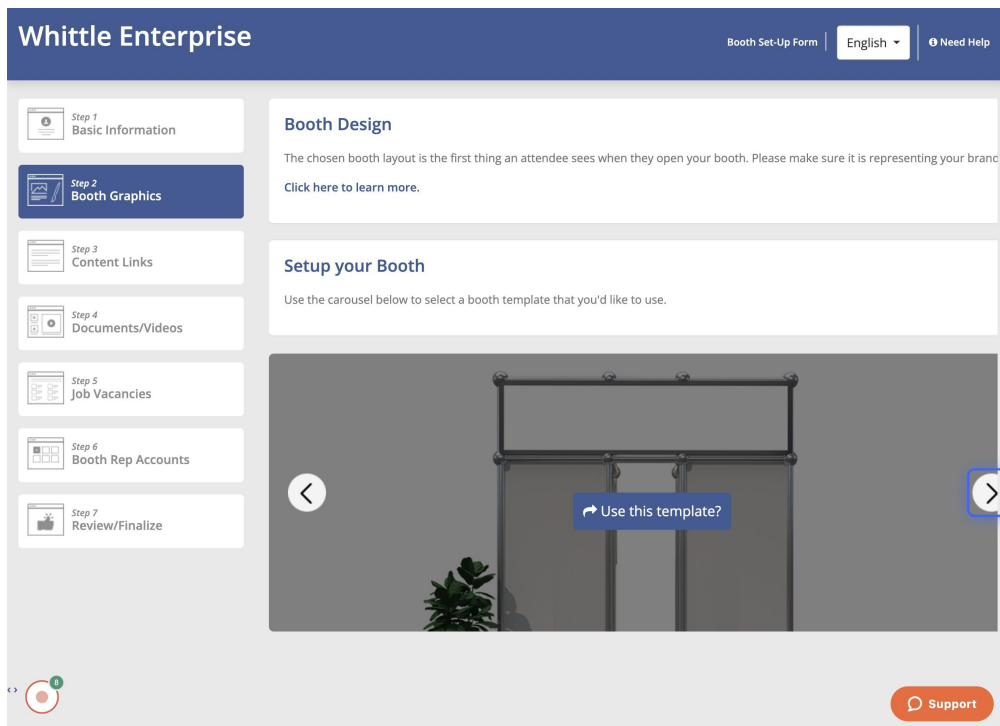 Whittle Enterprise
Booth Set-Up Form
English
Need Help
Step 1
Basic Information
Step 2
Booth Graphics
Step 3
Content Links
Step 4
Documents/Videos
Step 5
Job Vacancies
Step 6
Booth Rep Accounts
Step 7
Review/Finalize
Booth Design
The chosen booth layout is the first thing an attendee sees when they open your booth. Please make sure it is representing your brand
Click here to learn more.
Setup your Booth
Use the carousel below to select a booth template that you'd like to use.
Use this template?
8
Support